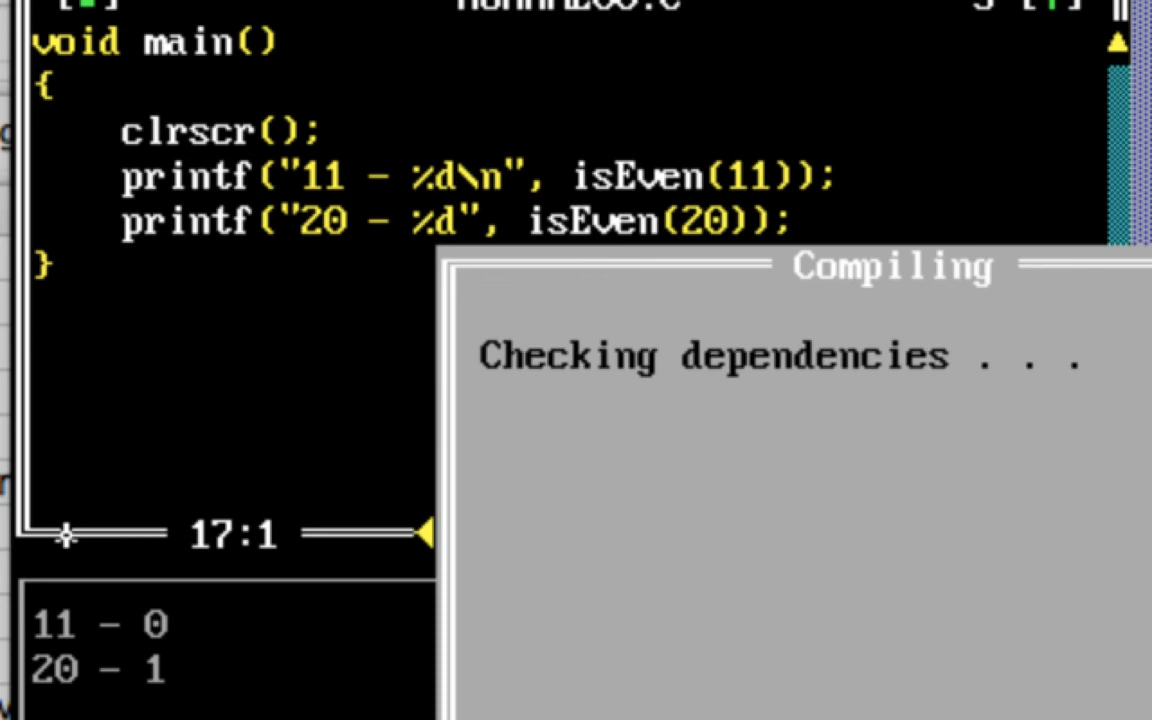 void main()
{
clrscr();
printf("11 - %d\n", isEven(11));
printf("20 - %d", isEven(20));
}
Compiling
Checking dependencies . . .
17:1
11 - 0
20 - 1